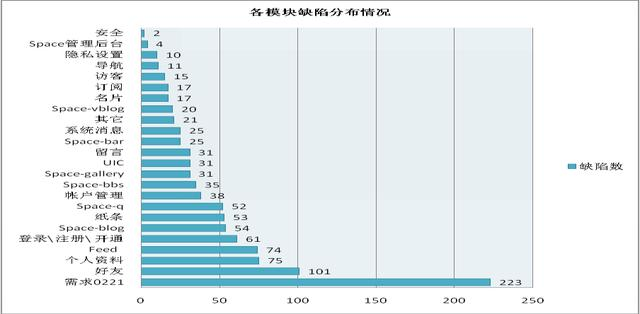 各模块缺陷分布情况
安全 2
Space管理后台 4
隐私设置 10
导航 11
访客 15
订阅 17
名片 17
Space-vblog 20
其它 21
系统消息 25
Space-bar 25
留言 31
UIC 31
Space-gallery 31
Space-bbs 35
帐户管理 38
Space-q 52
纸条 53
Space-blog 54
登录\注册\开通 61
Feed 74
个人资料 75
好友 101
需求0221 223
0 50 100 150 200 250
缺陷数